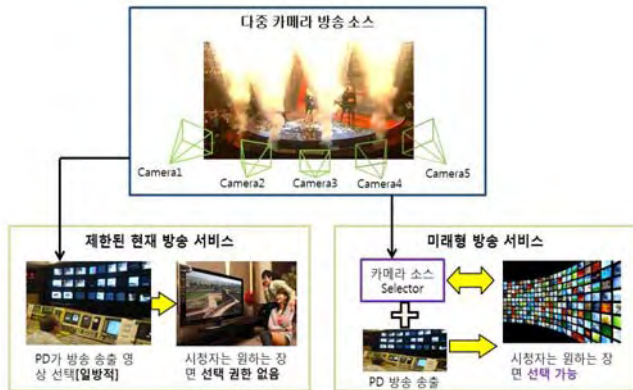 다중 카메라 방송 소스
Camera1
Camera2
Camera3
Camera4
Camera5
제한된 현재 방송 서비스
PD가 방송 송출 영
상 선택[일방적]
시청자는 원하는 장
면 선택 권한 없음
미래형 방송 서비스
카메라 소스
Selector
PD 방송 송출
시청자는 원하는 장
면 선택 가능